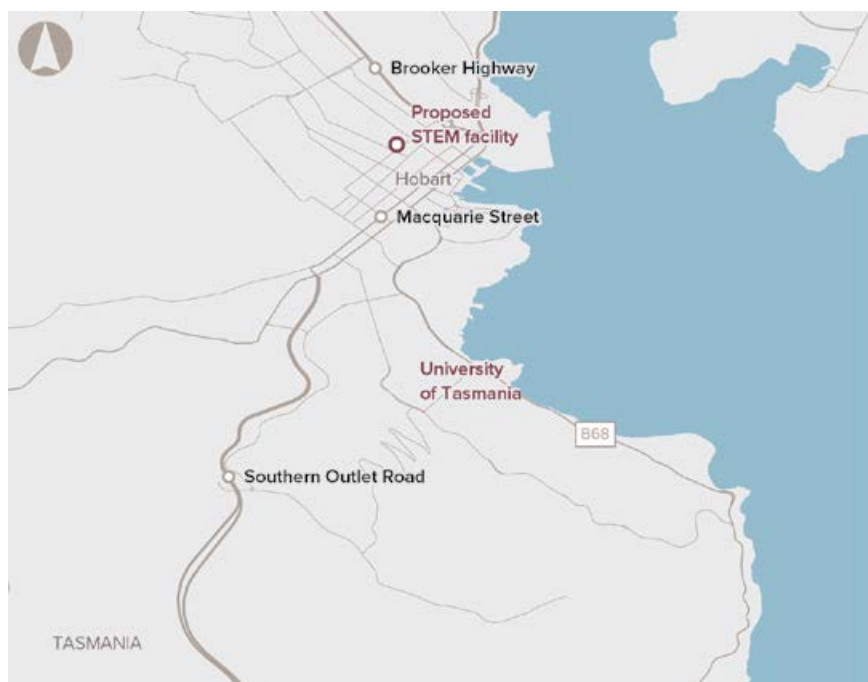 Brooker Highway
Proposed
STEM facility
Hobart
Macquarie Street
University
of Tasmania
B68
Southern Outlet Road
TASMANIA